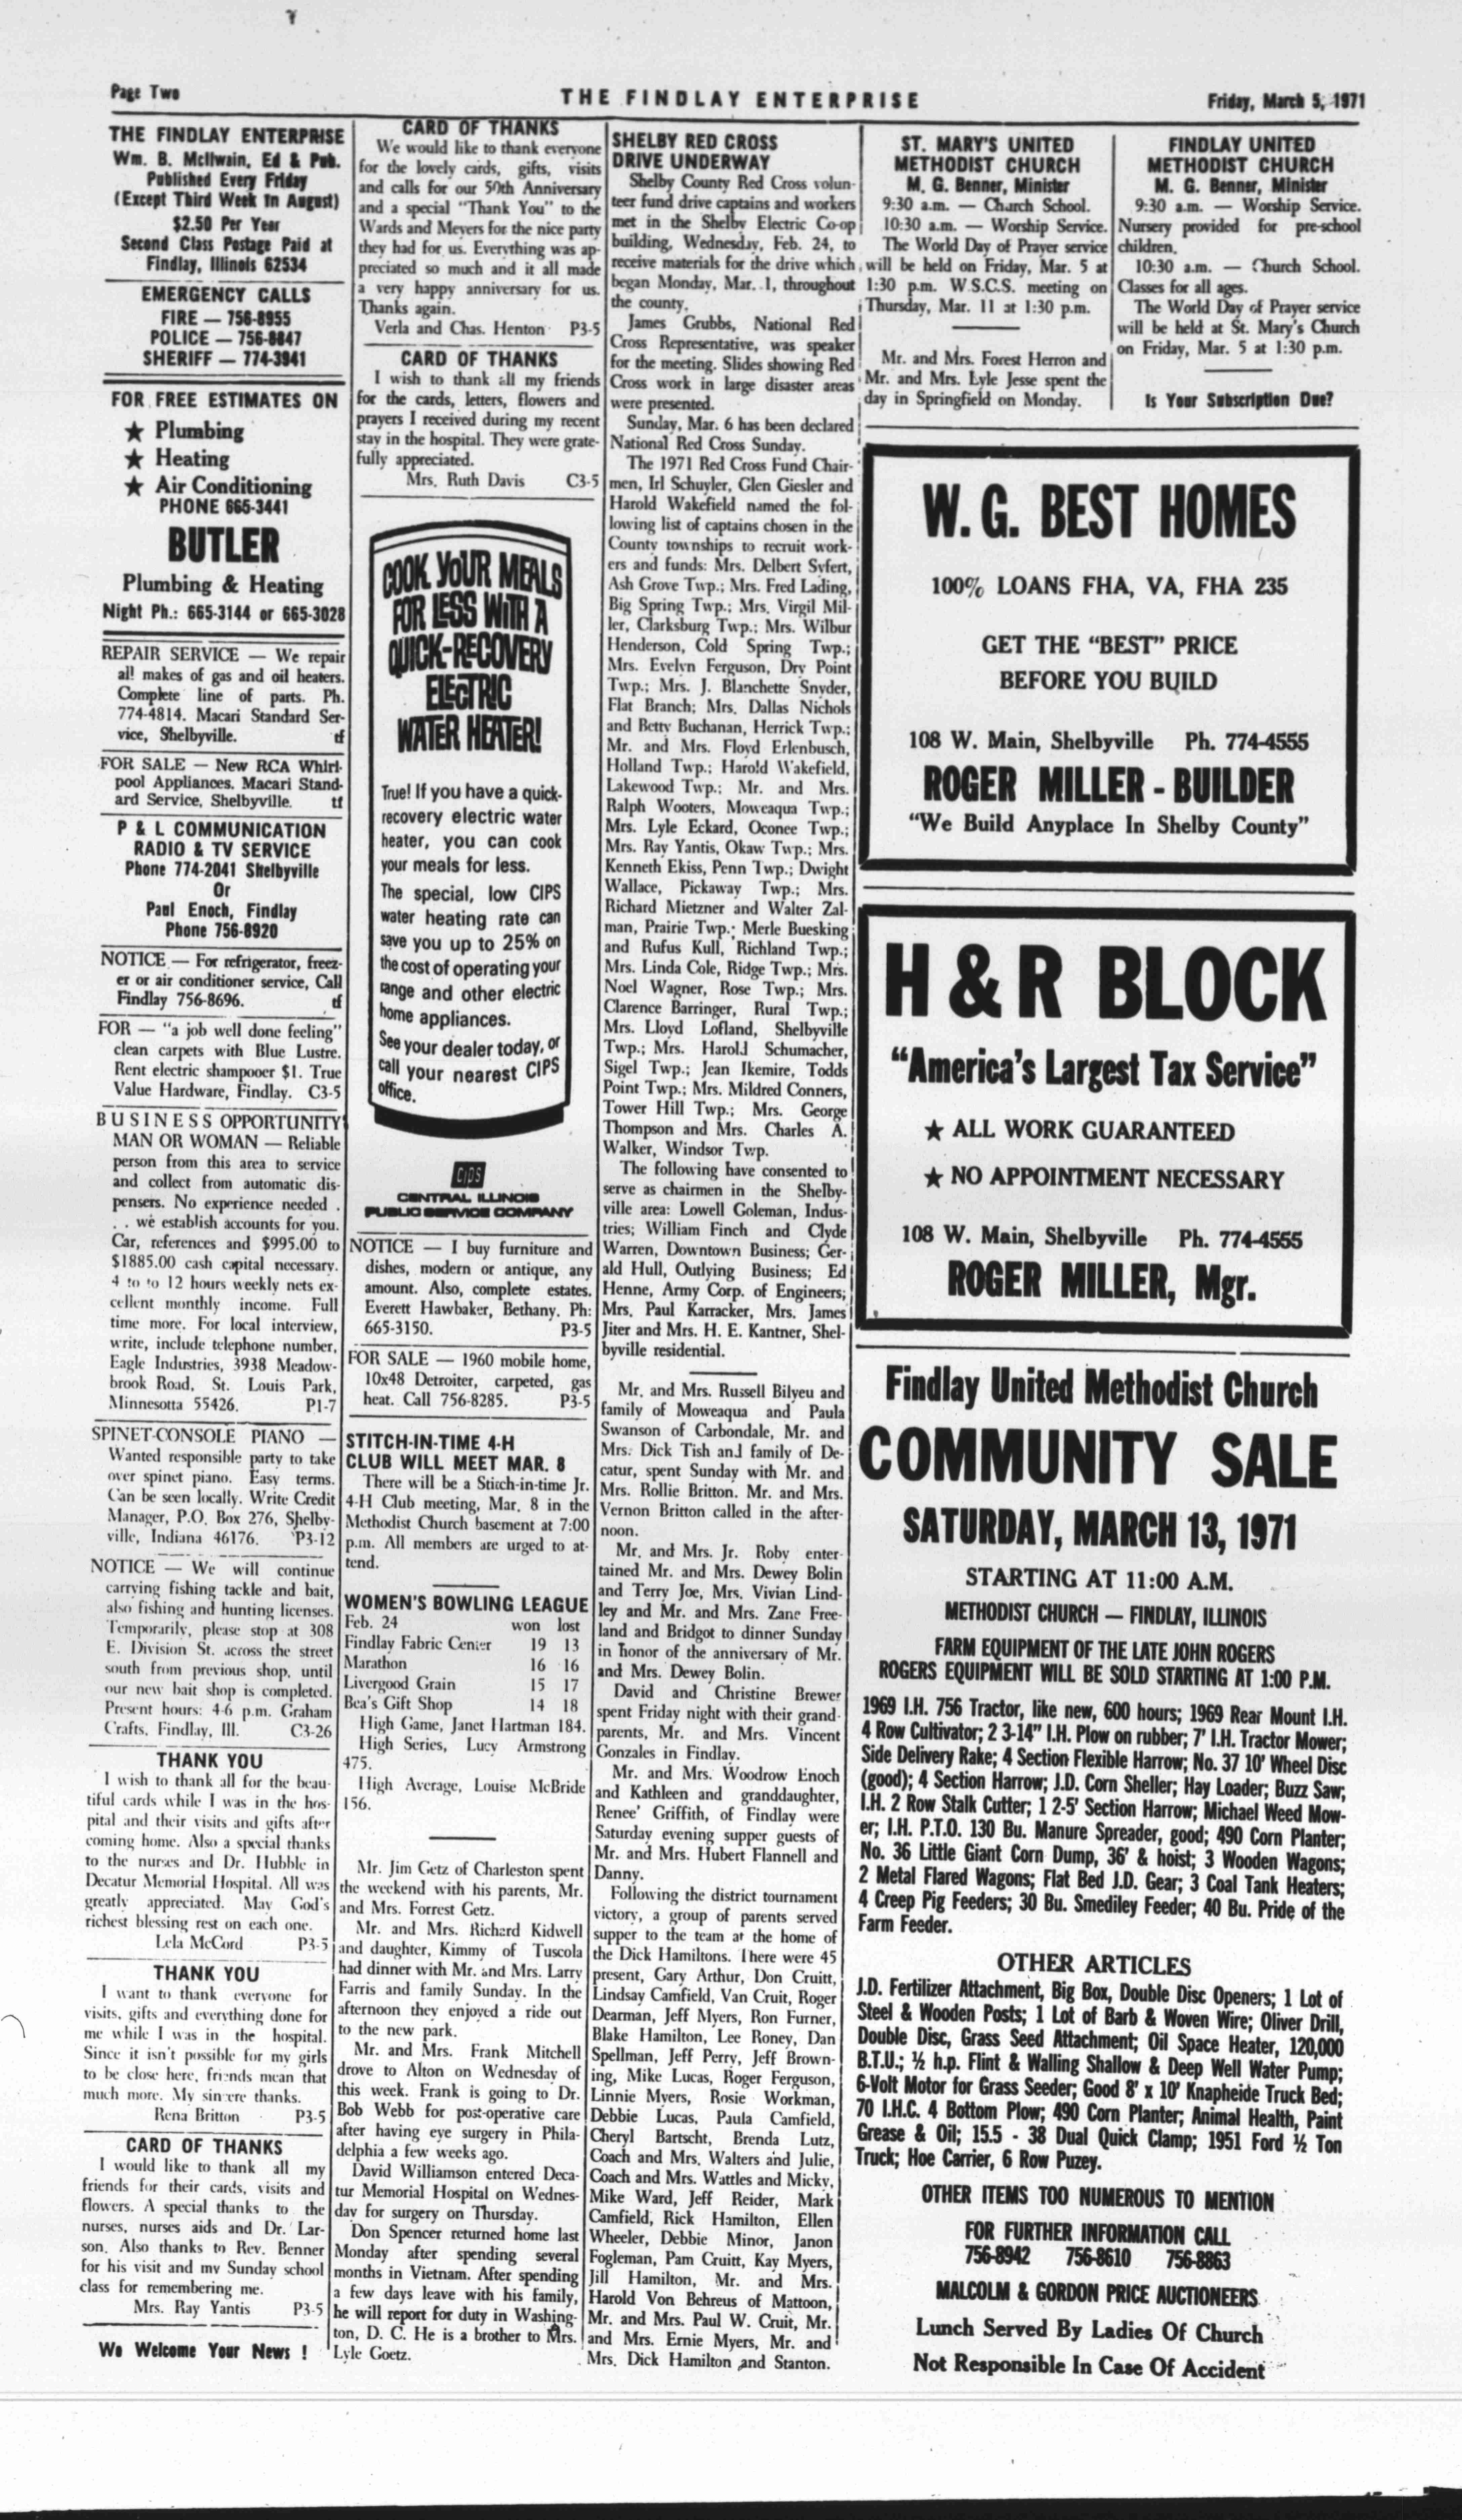 Page Two
THE FINDLAY ENTERPRISE
Friday, March 5, 1971
THE FINDLAY ENTERPRISE
Wm. B. McIlwain, Ed & Pub.
Published Every Friday
(Except Third Week In August)
$2.50 Per Year
Second Class Postage Paid at
Findlay, Illinois 62534
EMERGENCY CALLS
FIRE — 756-8955
POLICE — 756-8847
SHERIFF — 774-3941
FOR FREE ESTIMATES ON
★ Plumbing
★ Heating
★ Air Conditioning
PHONE 665-3441
BUTLER
Plumbing & Heating
Night Ph.: 665-3144 or 665-3028
REPAIR SERVICE — We repair
all makes of gas and oil heaters.
Complete line of parts. Ph.
774-4814. Macari Standard Ser-
vice, Shelbyville. tf
FOR SALE — New RCA Whirl-
pool Appliances. Macari Stand-
ard Service, Shelbyville. tf
P & L COMMUNICATION
RADIO & TV SERVICE
Phone 774-2041 Shelbyville
Or
Paul Enoch, Findlay
Phone 756-8920
NOTICE — For refrigerator, freez-
er or air conditioner service, Call
Findlay 756-8696. tf
FOR — "a job well done feeling"
clean carpets with Blue Lustre.
Rent electric shampooer $1. True
Value Hardware, Findlay. C3-5
BUSINESS OPPORTUNITY
MAN OR WOMAN — Reliable
person from this area to service
and collect from automatic dis-
pensers. No experience needed .
. . we establish accounts for you.
Car, references and $995.00 to
$1885.00 cash capital necessary.
4 to to 12 hours weekly nets ex-
cellent monthly income. Full
time more. For local interview,
write, include telephone number,
Eagle Industries, 3938 Meadow-
brook Road, St. Louis Park,
Minnesotta 55426. P1-7
SPINET-CONSOLE PIANO —
Wanted responsible party to take
over spinet piano. Easy terms.
Can be seen locally. Write Credit
Manager, P.O. Box 276, Shelby-
ville, Indiana 46176. P3-12
NOTICE — We will continue
carrying fishing tackle and bait,
also fishing and hunting licenses.
Temporarily, please stop at 308
E. Division St. across the street
south from previous shop, until
our new bait shop is completed.
Present hours: 4-6 p.m. Graham
Crafts, Findlay, Ill. C3-26
THANK YOU
I wish to thank all for the beau-
tiful cards while I was in the hos-
pital and their visits and gifts after
coming home. Also a special thanks
to the nurses and Dr. Hubble in
Decatur Memorial Hospital. All was
greatly appreciated. May God's
richest blessing rest on each one.
Lela McCord P3-5
THANK YOU
I want to thank everyone for
visits, gifts and everything done for
me while I was in the hospital.
Since it isn't possible for my girls
to be close here, friends mean that
much more. My sincere thanks.
Rena Britton P3-5
CARD OF THANKS
I would like to thank all my
friends for their cards, visits and
flowers. A special thanks to the
nurses, nurses aids and Dr. Lar-
son. Also thanks to Rev. Benner
for his visit and my Sunday school
class for remembering me.
Mrs. Ray Yantis P3-5
We Welcome Your News !
CARD OF THANKS
We would like to thank everyone
for the lovely cards, gifts, visits
and calls for our 50th Anniversary
and a special "Thank You" to the
Wards and Meyers for the nice party
they had for us. Everything was ap-
preciated so much and it all made
a very happy anniversary for us.
Thanks again.
Verla and Chas. Henton P3-5
CARD OF THANKS
I wish to thank all my friends
for the cards, letters, flowers and
prayers I received during my recent
stay in the hospital. They were grate-
fully appreciated.
Mrs. Ruth Davis C3-5
COOK YOUR MEALS
FOR LESS WITH A
QUICK-RECOVERY
ELECTRIC
WATER HEATER!
True! If you have a quick-
recovery electric water
heater, you can cook
your meals for less.
The special, low CIPS
water heating rate can
save you up to 25% on
the cost of operating your
range and other electric
home appliances.
See your dealer today, or
call your nearest CIPS
office.
CIPS
CENTRAL ILLINOIS
PUBLIC SERVICE COMPANY
NOTICE — I buy furniture and
dishes, modern or antique, any
amount. Also, complete estates.
Everett Hawbaker, Bethany. Ph:
665-3150. P3-5
FOR SALE — 1960 mobile home,
10x48 Detroiter, carpeted, gas
heat. Call 756-8285. P3-5
STITCH-IN-TIME 4-H
CLUB WILL MEET MAR. 8
There will be a Stitch-in-time Jr.
4-H Club meeting, Mar. 8 in the
Methodist Church basement at 7:00
p.m. All members are urged to at-
tend.
WOMEN'S BOWLING LEAGUE
Feb. 24 won lost
Findlay Fabric Center 19 13
Marathon 16 16
Livergood Grain 15 17
Bea's Gift Shop 14 18
High Game, Janet Hartman 184.
High Series, Lucy Armstrong
475.
High Average, Louise McBride
156.
Mr. Jim Getz of Charleston spent
the weekend with his parents, Mr.
and Mrs. Forrest Getz.
Mr. and Mrs. Richard Kidwell
and daughter, Kimmy of Tuscola
had dinner with Mr. and Mrs. Larry
Farris and family Sunday. In the
afternoon they enjoyed a ride out
to the new park.
Mr. and Mrs. Frank Mitchell
drove to Alton on Wednesday of
this week. Frank is going to Dr.
Bob Webb for post-operative care
after having eye surgery in Phila-
delphia a few weeks ago.
David Williamson entered Deca-
tur Memorial Hospital on Wednes-
day for surgery on Thursday.
Don Spencer returned home last
Monday after spending several
months in Vietnam. After spending
a few days leave with his family,
he will report for duty in Washing-
ton, D. C. He is a brother to Mrs.
Lyle Goetz.
SHELBY RED CROSS
DRIVE UNDERWAY
Shelby County Red Cross volun-
teer fund drive captains and workers
met in the Shelby Electric Co-op
building, Wednesday, Feb. 24, to
receive materials for the drive which
began Monday, Mar. 1, throughout
the county.
James Grubbs, National Red
Cross Representative, was speaker
for the meeting. Slides showing Red
Cross work in large disaster areas
were presented.
Sunday, Mar. 6 has been declared
National Red Cross Sunday.
The 1971 Red Cross Fund Chair-
men, Irl Schuyler, Glen Giesler and
Harold Wakefield named the fol-
lowing list of captains chosen in the
County townships to recruit work-
ers and funds: Mrs. Delbert Syfert,
Ash Grove Twp.; Mrs. Fred Lading,
Big Spring Twp.; Mrs. Virgil Mil-
ler, Clarksburg Twp.; Mrs. Wilbur
Henderson, Cold Spring Twp.;
Mrs. Evelyn Ferguson, Dry Point
Twp.; Mrs. J. Blanchette Snyder,
Flat Branch; Mrs. Dallas Nichols
and Betty Buchanan, Herrick Twp.;
Mr. and Mrs. Floyd Erlenbusch,
Holland Twp.; Harold Wakefield,
Lakewood Twp.; Mr. and Mrs.
Ralph Wooters, Moweaqua Twp.;
Mrs. Lyle Eckard, Oconee Twp.;
Mrs. Ray Yantis, Okaw Twp.; Mrs.
Kenneth Ekiss, Penn Twp.; Dwight
Wallace, Pickaway Twp.; Mrs.
Richard Mietzner and Walter Zal-
man, Prairie Twp.; Merle Buesking
and Rufus Kull, Richland Twp.;
Mrs. Linda Cole, Ridge Twp.; Mrs.
Noel Wagner, Rose Twp.; Mrs.
Clarence Barringer, Rural Twp.;
Mrs. Lloyd Lofland, Shelbyville
Twp.; Mrs. Harold Schumacher,
Sigel Twp.; Jean Ikemire, Todds
Point Twp.; Mrs. Mildred Conners,
Tower Hill Twp.; Mrs. George
Thompson and Mrs. Charles A.
Walker, Windsor Twp.
The following have consented to
serve as chairmen in the Shelby-
ville area: Lowell Goleman, Indus-
tries; William Finch and Clyde
Warren, Downtown Business; Ger-
ald Hull, Outlying Business; Ed
Henne, Army Corp. of Engineers;
Mrs. Paul Karracker, Mrs. James
Jiter and Mrs. H. E. Kantner, Shel-
byville residential.
Mr. and Mrs. Russell Bilyeu and
family of Moweaqua and Paula
Swanson of Carbondale, Mr. and
Mrs. Dick Tish and family of De-
catur, spent Sunday with Mr. and
Mrs. Rollie Britton. Mr. and Mrs.
Vernon Britton called in the after-
noon.
Mr. and Mrs. Jr. Roby enter-
tained Mr. and Mrs. Dewey Bolin
and Terry Joe, Mrs. Vivian Lind-
ley and Mr. and Mrs. Zane Free-
land and Bridgot to dinner Sunday
in honor of the anniversary of Mr.
and Mrs. Dewey Bolin.
David and Christine Brewer
spent Friday night with their grand-
parents, Mr. and Mrs. Vincent
Gonzales in Findlay.
Mr. and Mrs. Woodrow Enoch
and Kathleen and granddaughter,
Renee' Griffith, of Findlay were
Saturday evening supper guests of
Mr. and Mrs. Hubert Flannell and
Danny.
Following the district tournament
victory, a group of parents served
supper to the team at the home of
the Dick Hamiltons. There were 45
present, Gary Arthur, Don Cruitt,
Lindsay Camfield, Van Cruit, Roger
Dearman, Jeff Myers, Ron Furner,
Blake Hamilton, Lee Roney, Dan
Spellman, Jeff Perry, Jeff Brown-
ing, Mike Lucas, Roger Ferguson,
Linnie Myers, Rosie Workman,
Debbie Lucas, Paula Camfield,
Cheryl Bartscht, Brenda Lutz,
Coach and Mrs. Walters and Julie,
Coach and Mrs. Wattles and Micky,
Mike Ward, Jeff Reider, Mark
Camfield, Rick Hamilton, Ellen
Wheeler, Debbie Minor, Janon
Fogleman, Pam Cruitt, Kay Myers,
Jill Hamilton, Mr. and Mrs.
Harold Von Behreus of Mattoon,
Mr. and Mrs. Paul W. Cruit, Mr.
and Mrs. Ernie Myers, Mr. and
Mrs. Dick Hamilton and Stanton.
ST. MARY'S UNITED
METHODIST CHURCH
M. G. Benner, Minister
9:30 a.m. — Church School.
10:30 a.m. — Worship Service.
The World Day of Prayer service
will be held on Friday, Mar. 5 at
1:30 p.m. W.S.C.S. meeting on
Thursday, Mar. 11 at 1:30 p.m.
Mr. and Mrs. Forest Herron and
Mr. and Mrs. Lyle Jesse spent the
day in Springfield on Monday.
FINDLAY UNITED
METHODIST CHURCH
M. G. Benner, Minister
9:30 a.m. — Worship Service.
Nursery provided for pre-school
children.
10:30 a.m. — Church School.
Classes for all ages.
The World Day of Prayer service
will be held at St. Mary's Church
on Friday, Mar. 5 at 1:30 p.m.
Is Your Subscription Due?
W. G. BEST HOMES
100% LOANS FHA, VA, FHA 235
GET THE "BEST" PRICE
BEFORE YOU BUILD
108 W. Main, Shelbyville Ph. 774-4555
ROGER MILLER - BUILDER
"We Build Anyplace In Shelby County"
H & R BLOCK
"America's Largest Tax Service"
★ ALL WORK GUARANTEED
★ NO APPOINTMENT NECESSARY
108 W. Main, Shelbyville Ph. 774-4555
ROGER MILLER, Mgr.
Findlay United Methodist Church
COMMUNITY SALE
SATURDAY, MARCH 13, 1971
STARTING AT 11:00 A.M.
METHODIST CHURCH — FINDLAY, ILLINOIS
FARM EQUIPMENT OF THE LATE JOHN ROGERS
ROGERS EQUIPMENT WILL BE SOLD STARTING AT 1:00 P.M.
1969 I.H. 756 Tractor, like new, 600 hours; 1969 Rear Mount I.H.
4 Row Cultivator; 2 3-14" I.H. Plow on rubber; 7' I.H. Tractor Mower;
Side Delivery Rake; 4 Section Flexible Harrow; No. 37 10' Wheel Disc
(good); 4 Section Harrow; J.D. Corn Sheller; Hay Loader; Buzz Saw;
I.H. 2 Row Stalk Cutter; 1 2-5' Section Harrow; Michael Weed Mow-
er; I.H. P.T.O. 130 Bu. Manure Spreader, good; 490 Corn Planter;
No. 36 Little Giant Corn Dump, 36' & hoist; 3 Wooden Wagons;
2 Metal Flared Wagons; Flat Bed J.D. Gear; 3 Coal Tank Heaters;
4 Creep Pig Feeders; 30 Bu. Smediley Feeder; 40 Bu. Pride of the
Farm Feeder.
OTHER ARTICLES
J.D. Fertilizer Attachment, Big Box, Double Disc Openers; 1 Lot of
Steel & Wooden Posts; 1 Lot of Barb & Woven Wire; Oliver Drill,
Double Disc, Grass Seed Attachment; Oil Space Heater, 120,000
B.T.U.; ½ h.p. Flint & Walling Shallow & Deep Well Water Pump;
6-Volt Motor for Grass Seeder; Good 8' x 10' Knapheide Truck Bed;
70 I.H.C. 4 Bottom Plow; 490 Corn Planter; Animal Health, Paint
Grease & Oil; 15.5 - 38 Dual Quick Clamp; 1951 Ford ½ Ton
Truck; Hoe Carrier, 6 Row Puzey.
OTHER ITEMS TOO NUMEROUS TO MENTION
FOR FURTHER INFORMATION CALL
756-8942 756-8610 756-8863
MALCOLM & GORDON PRICE AUCTIONEERS
Lunch Served By Ladies Of Church
Not Responsible In Case Of Accident